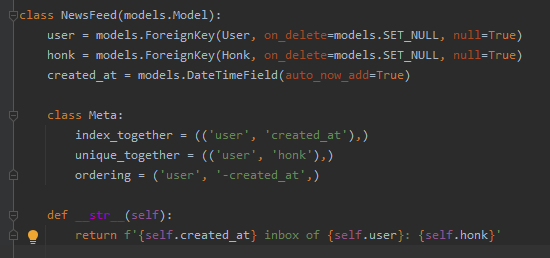 class NewsFeed(models.Model):
    user = models.ForeignKey(User, on_delete=models.SET_NULL, null=True)
    honk = models.ForeignKey(Honk, on_delete=models.SET_NULL, null=True)
    created_at = models.DateTimeField(auto_now_add=True)

    class Meta:
        index_together = (('user', 'created_at'),)
        unique_together = (('user', 'honk'),)
        ordering = ('user', '-created_at',)

    def __str__(self):
        return f'{self.created_at} inbox of {self.user}: {self.honk}'